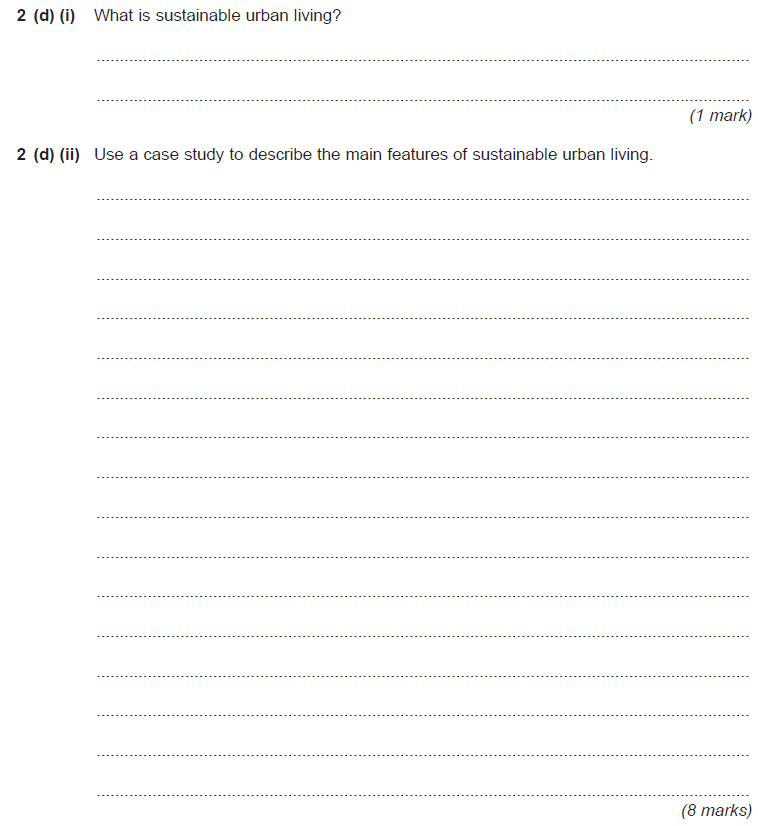 2 (d) (i) What is sustainable urban living?
(1 mark)
2 (d) (ii) Use a case study to describe the main features of sustainable urban living.
(8 marks)